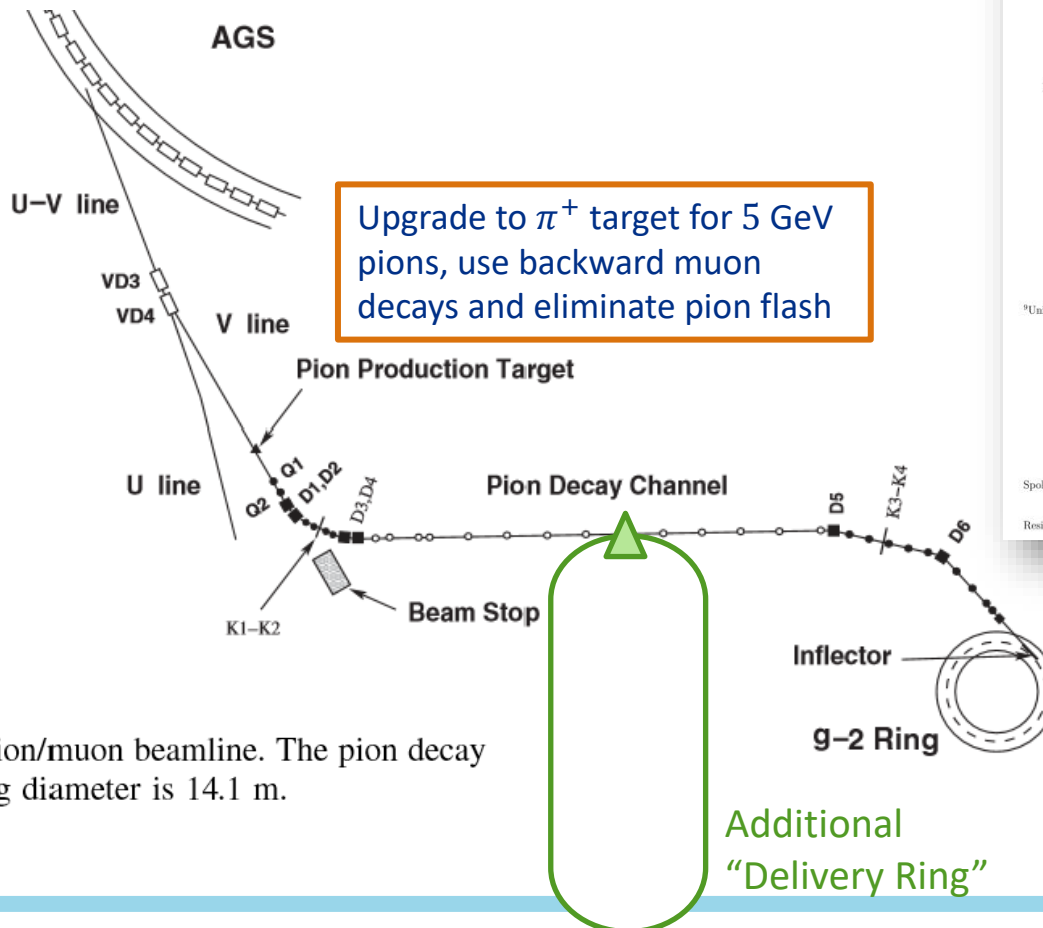 AGS
U−V line
Upgrade to π⁺ target for 5 GeV
pions, use backward muon
decays and eliminate pion flash
VD3
VD4
V line
Pion Production Target
U line
Q1
Q2
D1,D2
D3,D4
Pion Decay Channel
D5
K3−K4
D6
K1−K2
Beam Stop
Inflector
g−2 Ring
ion/muon beamline. The pion decay
g diameter is 14.1 m.
Additional
“Delivery Ring”
⁹Uni
Spol
Resi